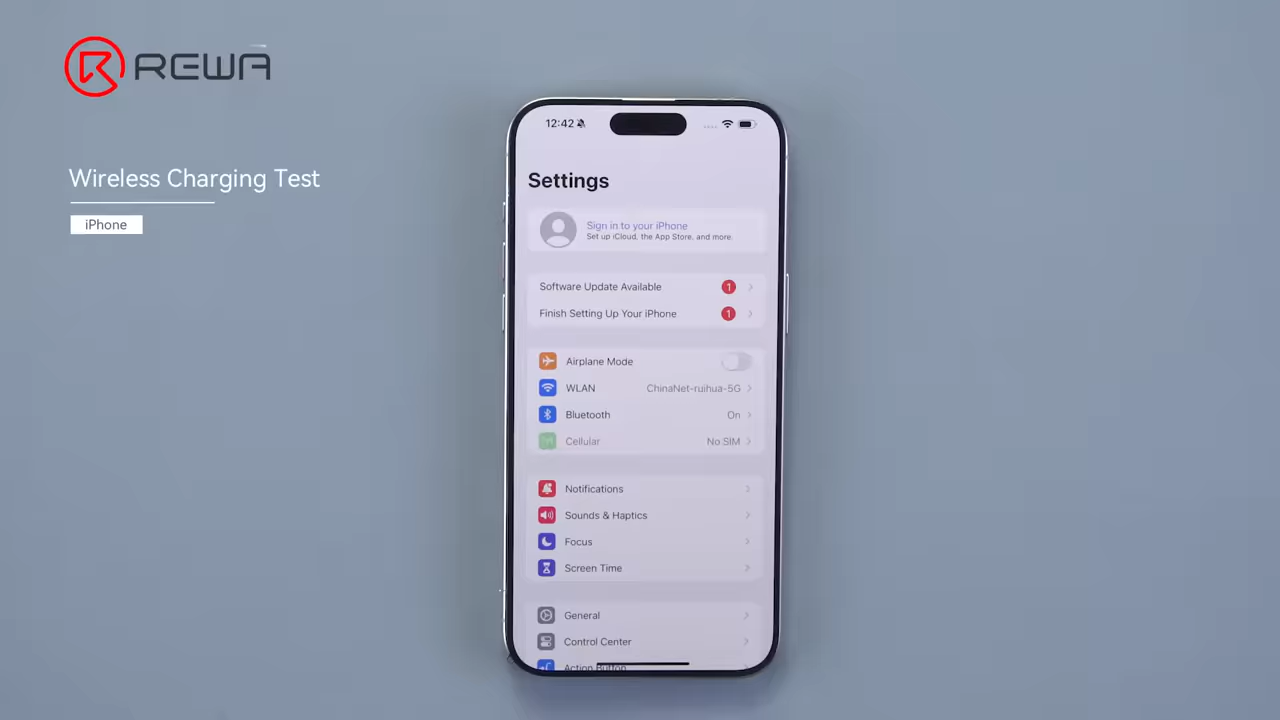 REWA
Wireless Charging Test
iPhone
12:42
Settings
Sign in to your iPhone
Set up iCloud, the App Store, and more.
Software Update Available 1
Finish Setting Up Your iPhone 1
Airplane Mode
WLAN ChinaNet-ruihua-5G
Bluetooth On
Cellular No SIM
Notifications
Sounds & Haptics
Focus
Screen Time
General
Control Center
Action Button